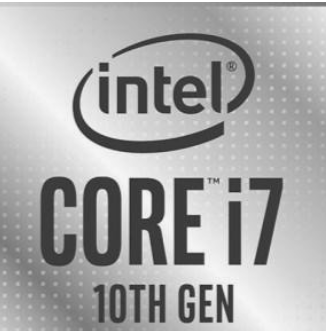 intel®
CORE™ i7
10TH GEN